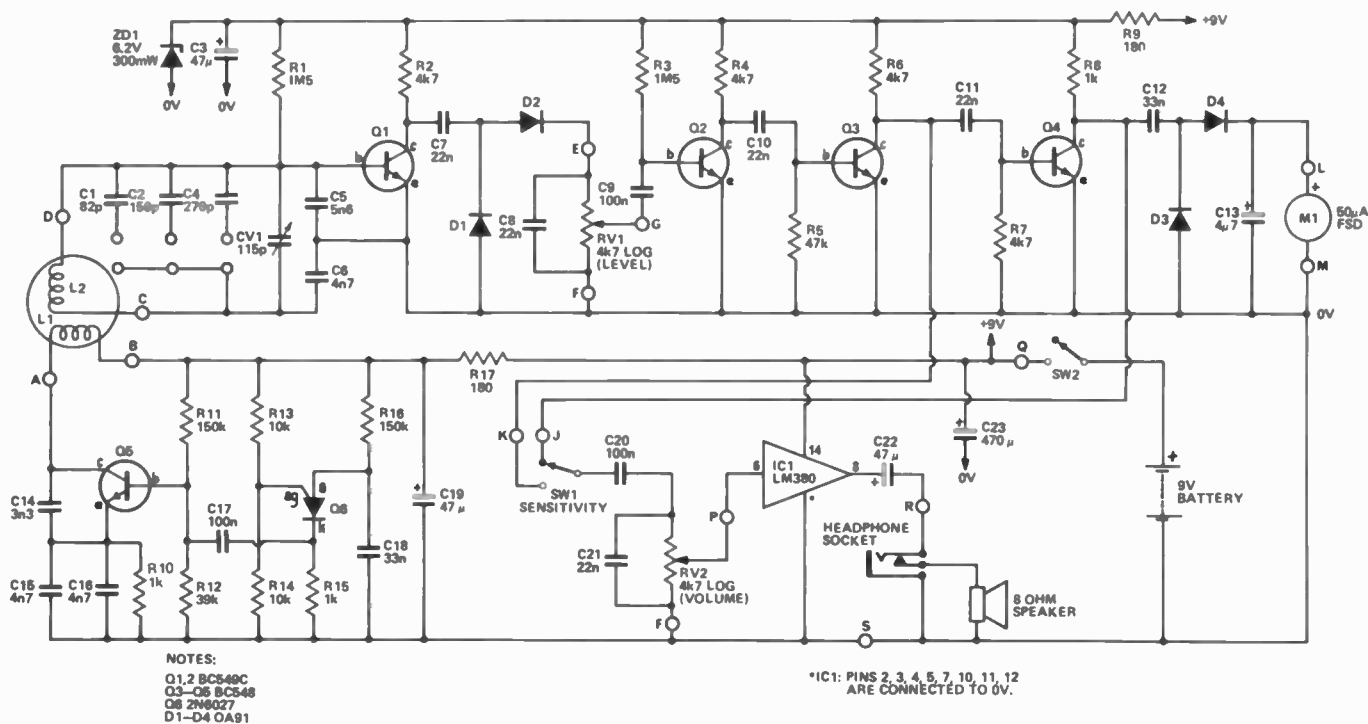 ZD1
6.2V
300mW
C3
47μ
0V
0V
R1
1M5
R2
4k7
Q1
b
c
e
C7
22n
D2
D1
E
C8
22n
RV1
4k7 LOG
(LEVEL)
F
G
C9
100n
R3
1M5
R4
4k7
Q2
b
c
e
C10
22n
R5
47k
R6
4k7
Q3
b
c
e
C11
22n
R7
4k7
R8
1k
Q4
b
c
e
R9
180
+9V
C12
33n
D4
D3
C13
4μ7
L
+
M1
50μA
FSD
M
0V
D
C1
82p
C2
150p
C4
270p
CV1
115p
C5
5n6
C6
4n7
L2
L1
C
B
A
R17
180
+9V
Q
SW2
R11
150k
R13
10k
R16
150k
Q5
c
b
e
C14
3n3
C17
100n
ag
a
k
Q6
C19
47μ
C18
33n
C15
4n7
C16
4n7
R10
1k
R12
39k
R14
10k
R15
1k
K
J
SW1
SENSITIVITY
C20
100n
C21
22n
RV2
4k7 LOG
(VOLUME)
F
P
6
14
IC1
LM380
8
*
C22
47μ
R
C23
470μ
0V
HEADPHONE
SOCKET
8 OHM
SPEAKER
9V
BATTERY
S
NOTES:
Q1,2 BC549C
Q3–Q5 BC548
Q6 2N6027
D1–D4 OA91
*IC1: PINS 2, 3, 4, 5, 7, 10, 11, 12
ARE CONNECTED TO 0V.